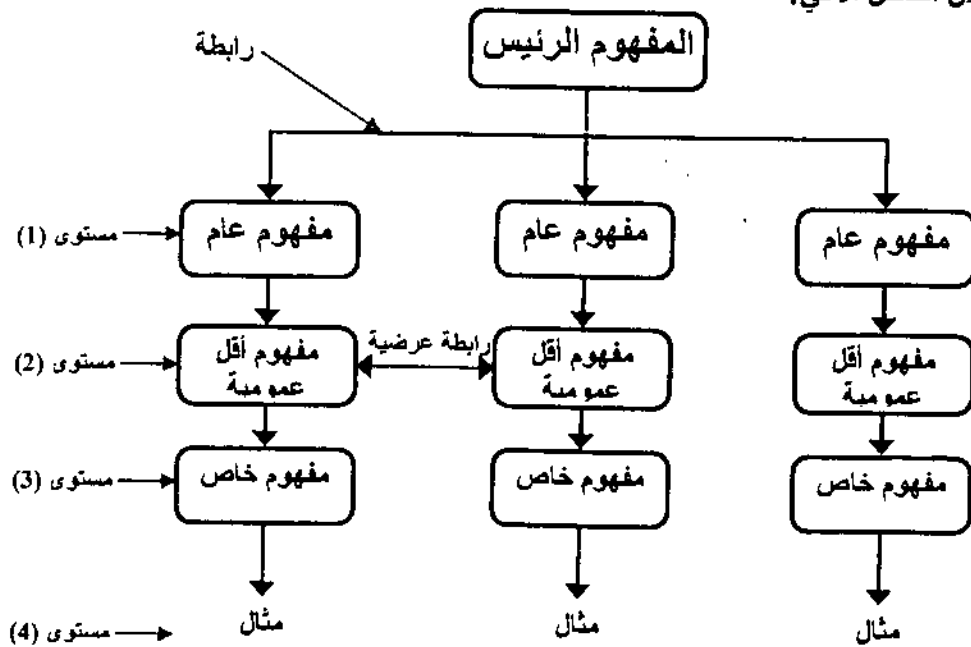 المفهوم الرئيس
رابطة
مفهوم عام
مفهوم عام
مفهوم عام
مستوى (1)
مفهوم أقل
عمومية
مفهوم أقل
عمومية
رابطة عرضية
مفهوم أقل
عمومية
مستوى (2)
مفهوم خاص
مفهوم خاص
مفهوم خاص
مستوى (3)
مثال
مثال
مثال
مستوى (4)